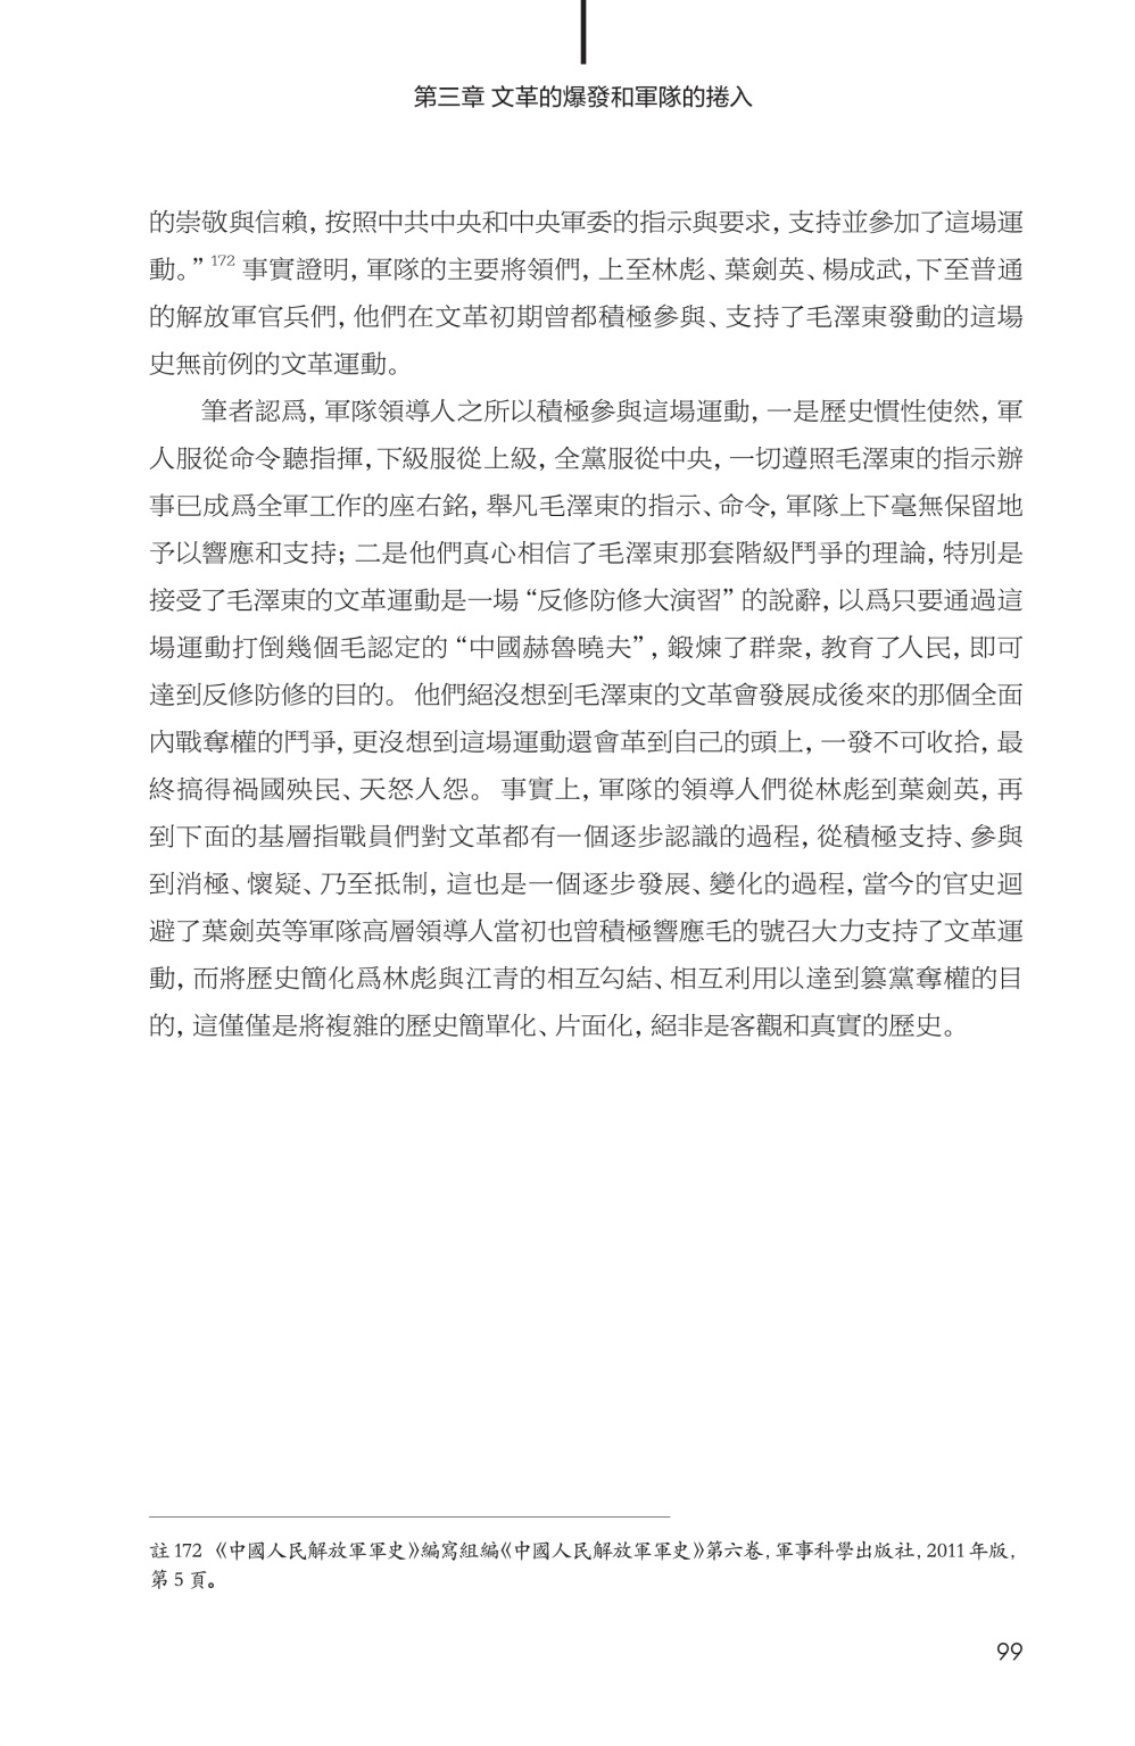 第三章 文革的爆發和軍隊的捲入
的崇敬與信賴，按照中共中央和中央軍委的指示與要求，支持並參加了這場運
動。” 172 事實證明，軍隊的主要將領們，上至林彪、葉劍英、楊成武，下至普通
的解放軍官兵們，他們在文革初期曾都積極參與、支持了毛澤東發動的這場
史無前例的文革運動。
筆者認爲，軍隊領導人之所以積極參與這場運動，一是歷史慣性使然，軍
人服從命令聽指揮，下級服從上級，全黨服從中央，一切遵照毛澤東的指示辦
事已成爲全軍工作的座右銘，舉凡毛澤東的指示、命令，軍隊上下毫無保留地
予以響應和支持；二是他們真心相信了毛澤東那套階級鬥爭的理論，特別是
接受了毛澤東的文革運動是一場 “反修防修大演習” 的說辭，以爲只要通過這
場運動打倒幾個毛認定的 “中國赫魯曉夫”，鍛煉了群衆，教育了人民，即可
達到反修防修的目的。 他們絕沒想到毛澤東的文革會發展成後來的那個全面
內戰奪權的鬥爭，更沒想到這場運動還會革到自己的頭上，一發不可收拾，最
終搞得禍國殃民、天怒人怨。 事實上，軍隊的領導人們從林彪到葉劍英，再
到下面的基層指戰員們對文革都有一個逐步認識的過程，從積極支持、參與
到消極、懷疑、乃至抵制，這也是一個逐步發展、變化的過程，當今的官史迴
避了葉劍英等軍隊高層領導人當初也曾積極響應毛的號召大力支持了文革運
動，而將歷史簡化爲林彪與江青的相互勾結、相互利用以達到篡黨奪權的目
的，這僅僅是將複雜的歷史簡單化、片面化，絕非是客觀和真實的歷史。
註 172 《中國人民解放軍軍史》編寫組編《中國人民解放軍軍史》第六卷，軍事科學出版社，2011 年版，
第 5 頁。
99